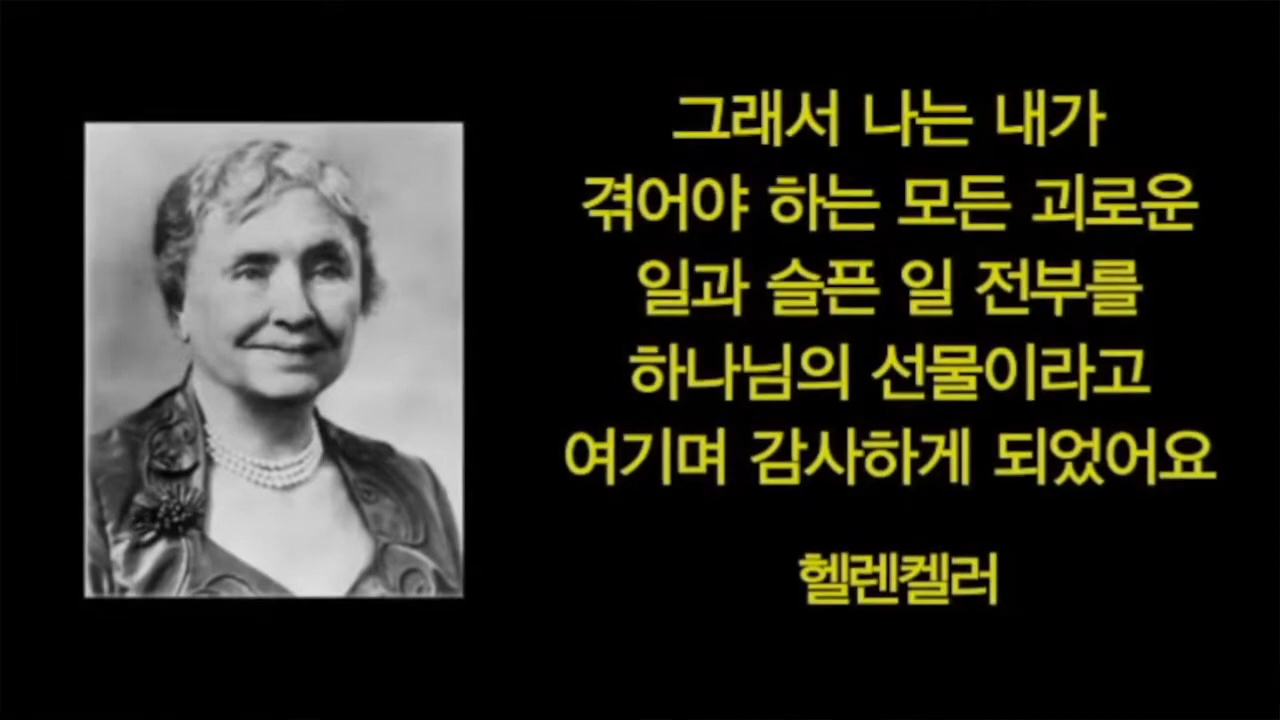 그래서 나는 내가
겪어야 하는 모든 괴로운
일과 슬픈 일 전부를
하나님의 선물이라고
여기며 감사하게 되었어요
헬렌켈러